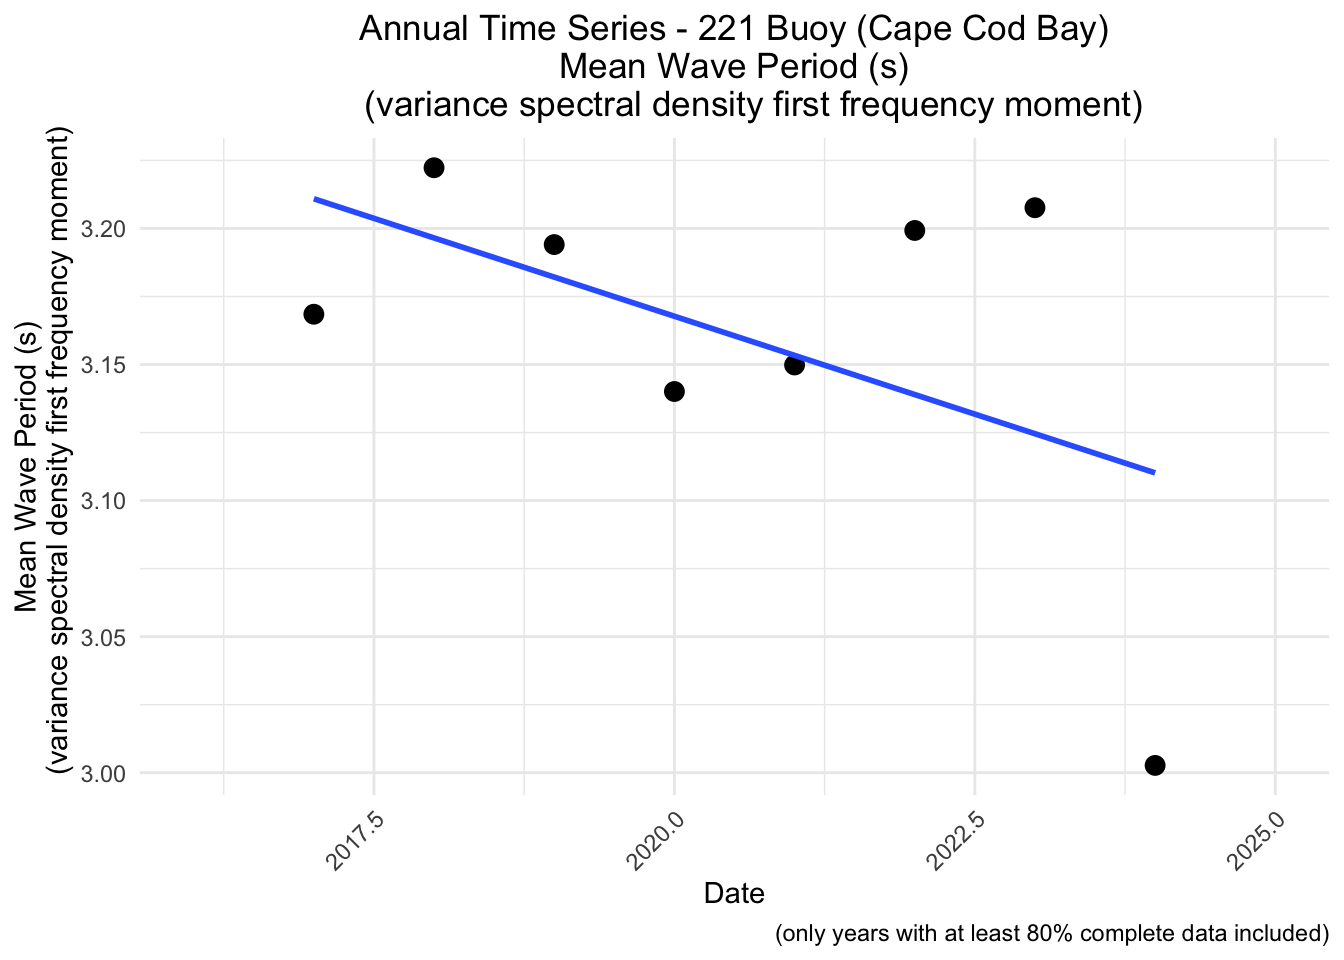 Annual Time Series - 221 Buoy (Cape Cod Bay)
Mean Wave Period (s)
(variance spectral density first frequency moment)
Mean Wave Period (s)
(variance spectral density first frequency moment)
3.20
3.15
3.10
3.05
3.00
2017.5
2020.0
2022.5
2025.0
Date
(only years with at least 80% complete data included)